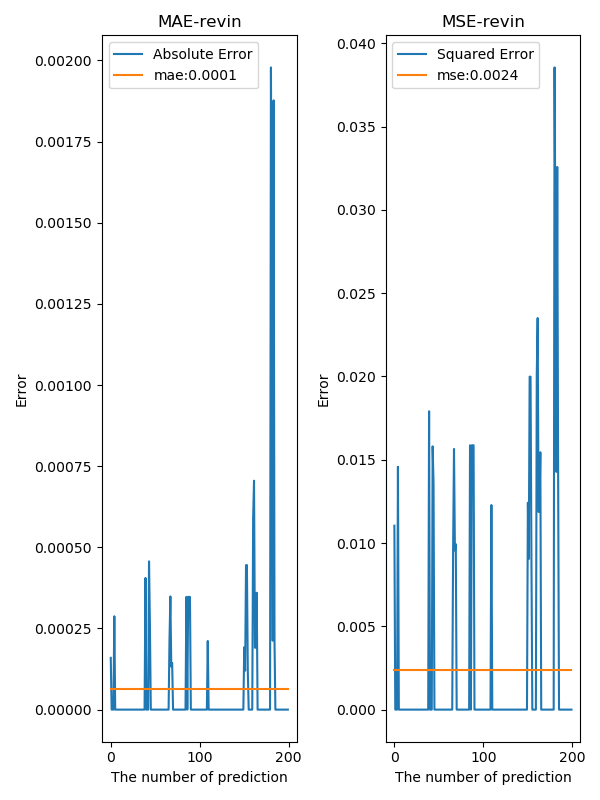 MAE-revin
Absolute Error
mae:0.0001
0.00200
0.00175
0.00150
0.00125
0.00100
0.00075
0.00050
0.00025
0.00000
Error
0 100 200
The number of prediction
MSE-revin
Squared Error
mse:0.0024
0.040
0.035
0.030
0.025
0.020
0.015
0.010
0.005
0.000
Error
0 100 200
The number of prediction